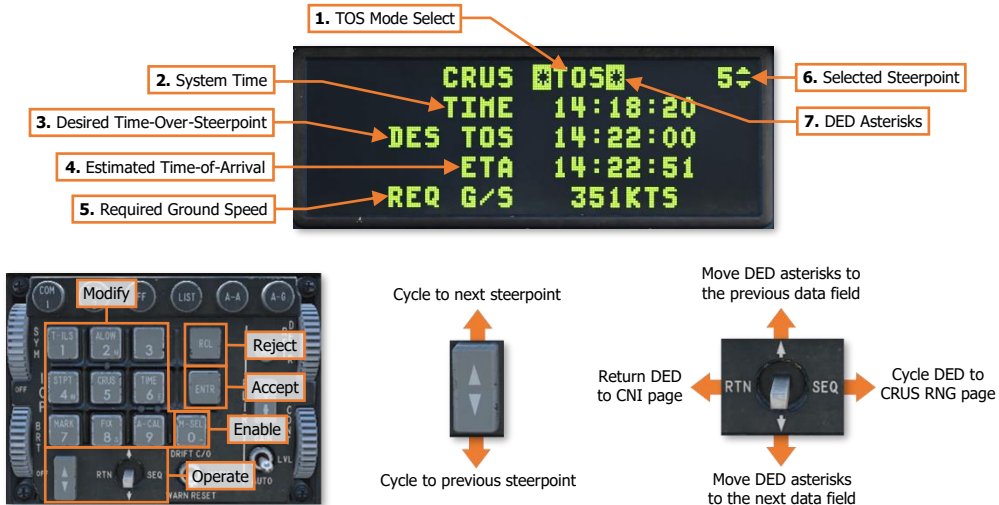 1. TOS Mode Select
CRUS *TOS* 5
2. System Time
TIME 14:18:20
6. Selected Steerpoint
7. DED Asterisks
3. Desired Time-Over-Steerpoint
DES TOS 14:22:00
4. Estimated Time-of-Arrival
ETA 14:22:51
5. Required Ground Speed
REQ G/S 351KTS
COM
1
LIST
A-A
A-G
Modify
SYM
T-ILS
1
ALOW
2 N
3
RCL
Reject
OFF
STPT
4
CRUS
5
TIME
6
ENTR
Accept
BRT
MARK
7
FIX
8 S
A-CAL
9
M-SEL
0
Enable
DRIFT C/O
RTN
SEQ
Operate
LVL
AUTO
WARN RESET
Cycle to next steerpoint
Cycle to previous steerpoint
Move DED asterisks to
the previous data field
Return DED
to CNI page
RTN
SEQ
Cycle DED to
CRUS RNG page
Move DED asterisks
to the next data field